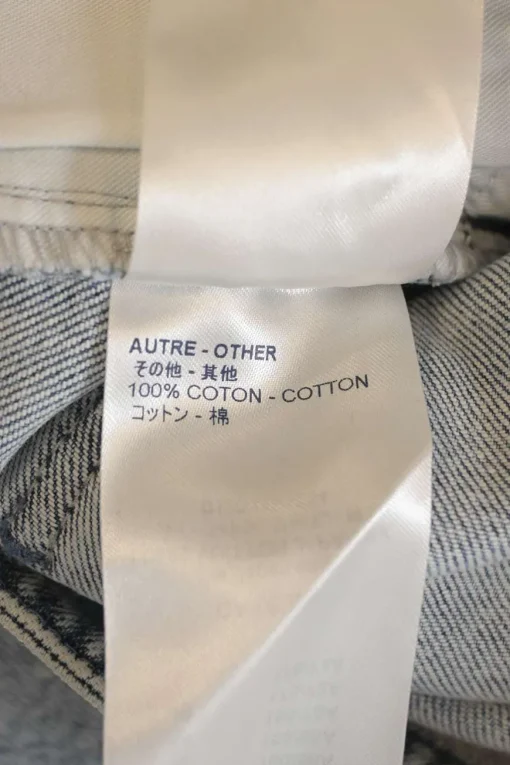 AUTRE - OTHER
その他 - 其他
100% COTON - COTTON
コットン - 棉